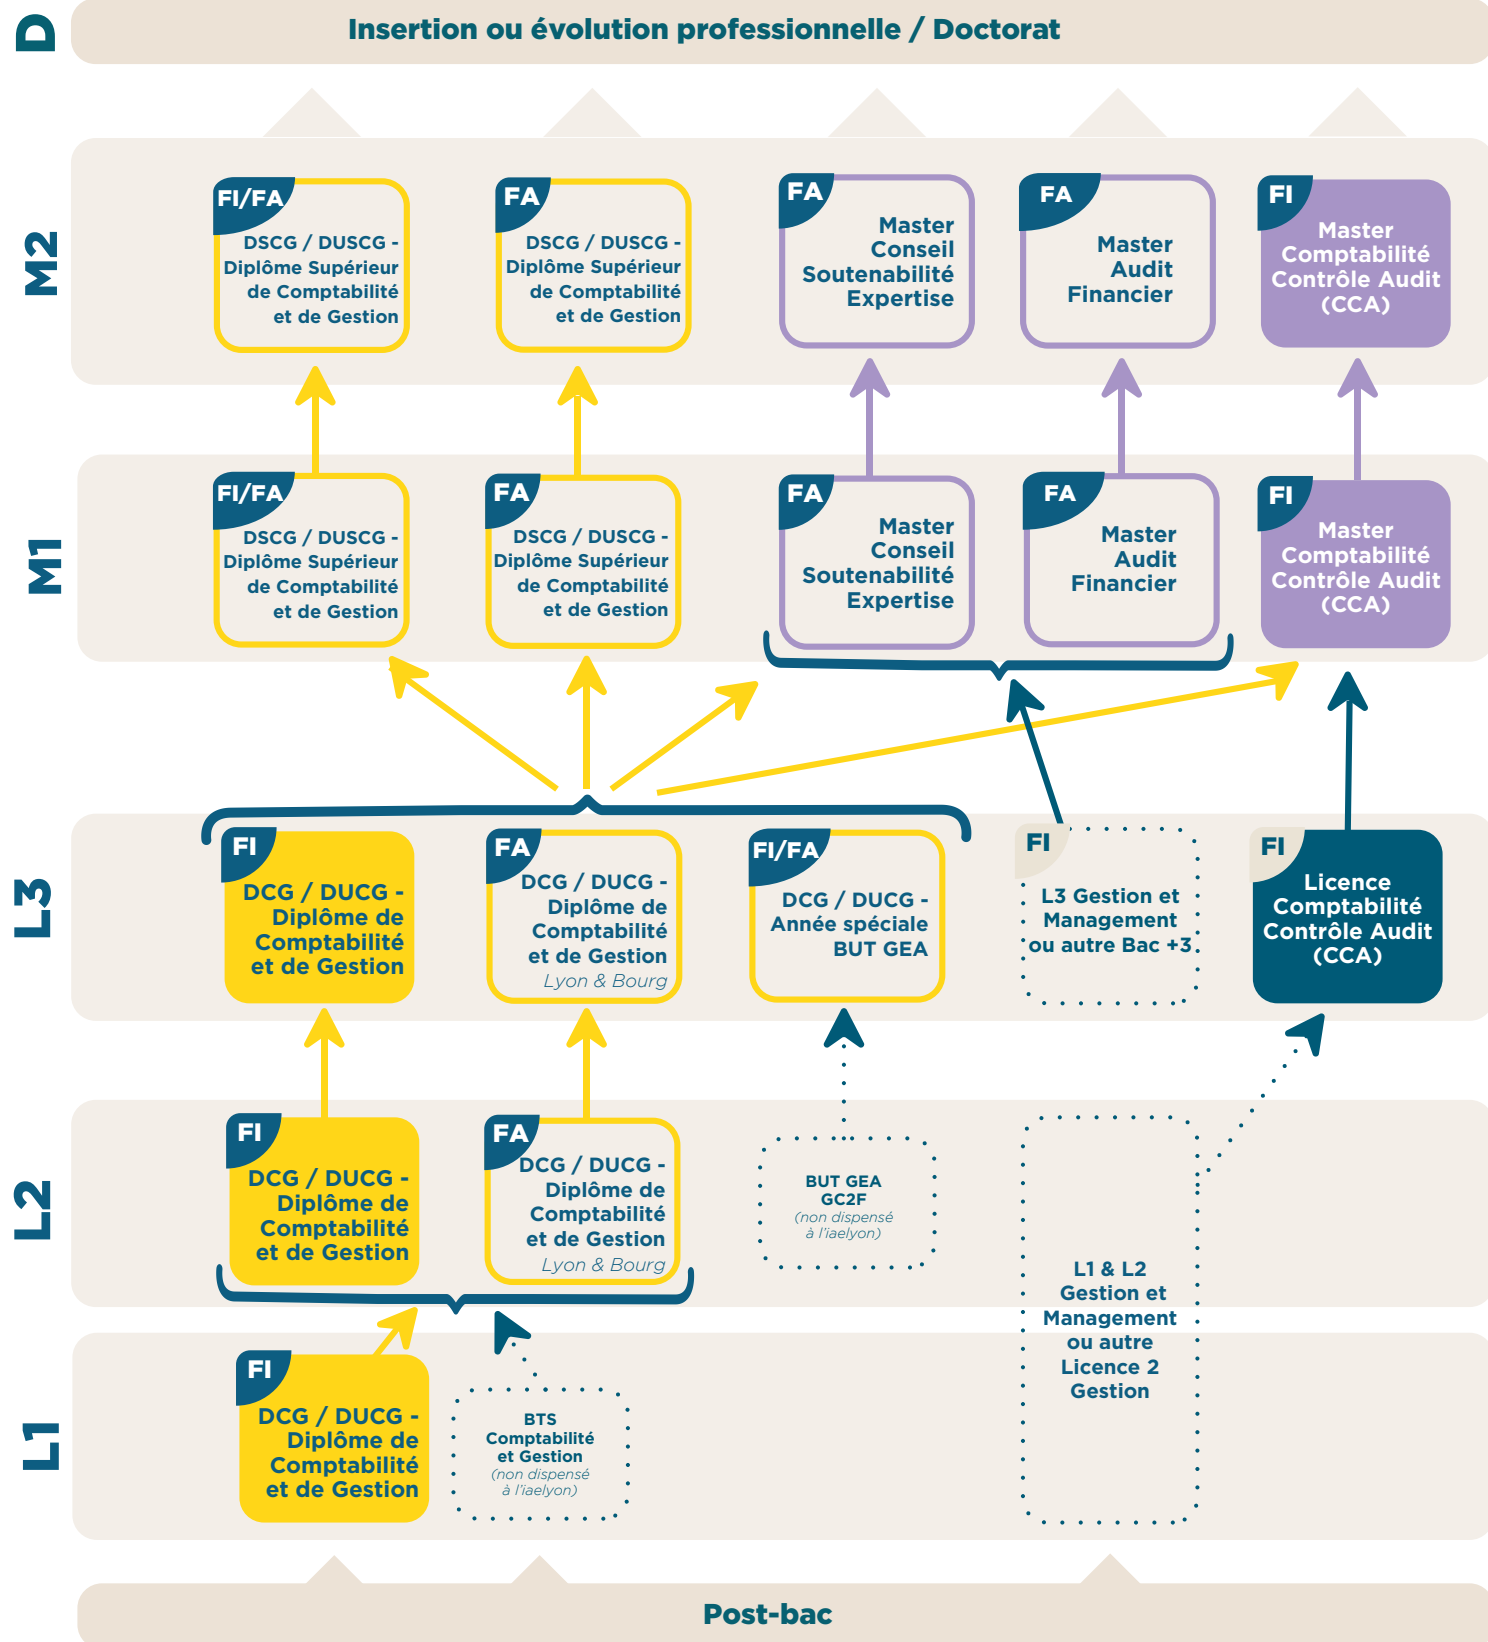 D
Insertion ou évolution professionnelle / Doctorat
M2
FI/FA
DSCG / DUSCG -
Diplôme Supérieur
de Comptabilité
et de Gestion
FA
DSCG / DUSCG -
Diplôme Supérieur
de Comptabilité
et de Gestion
FA
Master
Conseil
Soutenabilité
Expertise
FA
Master
Audit
Financier
FI
Master
Comptabilité
Contrôle Audit
(CCA)
M1
FI/FA
DSCG / DUSCG -
Diplôme Supérieur
de Comptabilité
et de Gestion
FA
DSCG / DUSCG -
Diplôme Supérieur
de Comptabilité
et de Gestion
FA
Master
Conseil
Soutenabilité
Expertise
FA
Master
Audit
Financier
FI
Master
Comptabilité
Contrôle Audit
(CCA)
L3
FI
DCG / DUCG -
Diplôme de
Comptabilité
et de Gestion
FA
DCG / DUCG -
Diplôme de
Comptabilité
et de Gestion
Lyon & Bourg
FI/FA
DCG / DUCG -
Année spéciale
BUT GEA
FI
L3 Gestion et
Management
ou autre Bac +3
FI
Licence
Comptabilité
Contrôle Audit
(CCA)
L2
FI
DCG / DUCG -
Diplôme de
Comptabilité
et de Gestion
FA
DCG / DUCG -
Diplôme de
Comptabilité
et de Gestion
Lyon & Bourg
BUT GEA
GC2F
(non dispensé
à l'iaelyon)
L1 & L2
Gestion et
Management
ou autre
Licence 2
Gestion
L1
FI
DCG / DUCG -
Diplôme de
Comptabilité
et de Gestion
BTS
Comptabilité
et Gestion
(non dispensé
à l'iaelyon)
Post-bac